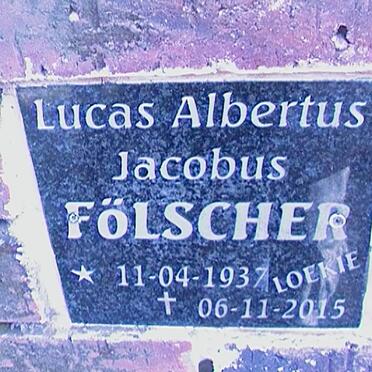 Lucas Albertus
Jacobus
FÖLSCHER
★ 11-04-1937
LOEKIE
✝ 06-11-2015